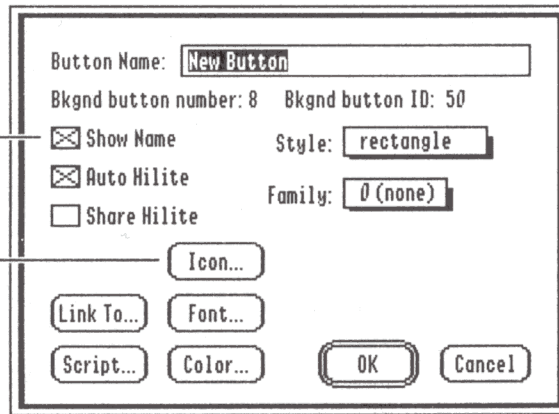 Button Name: New Button
Bkgnd button number: 8 Bkgnd button ID: 50
Show Name Style: rectangle
Auto Hilite
Family: 0 (none)
Share Hilite
Icon...
Link To... Font...
Script... Color... OK Cancel